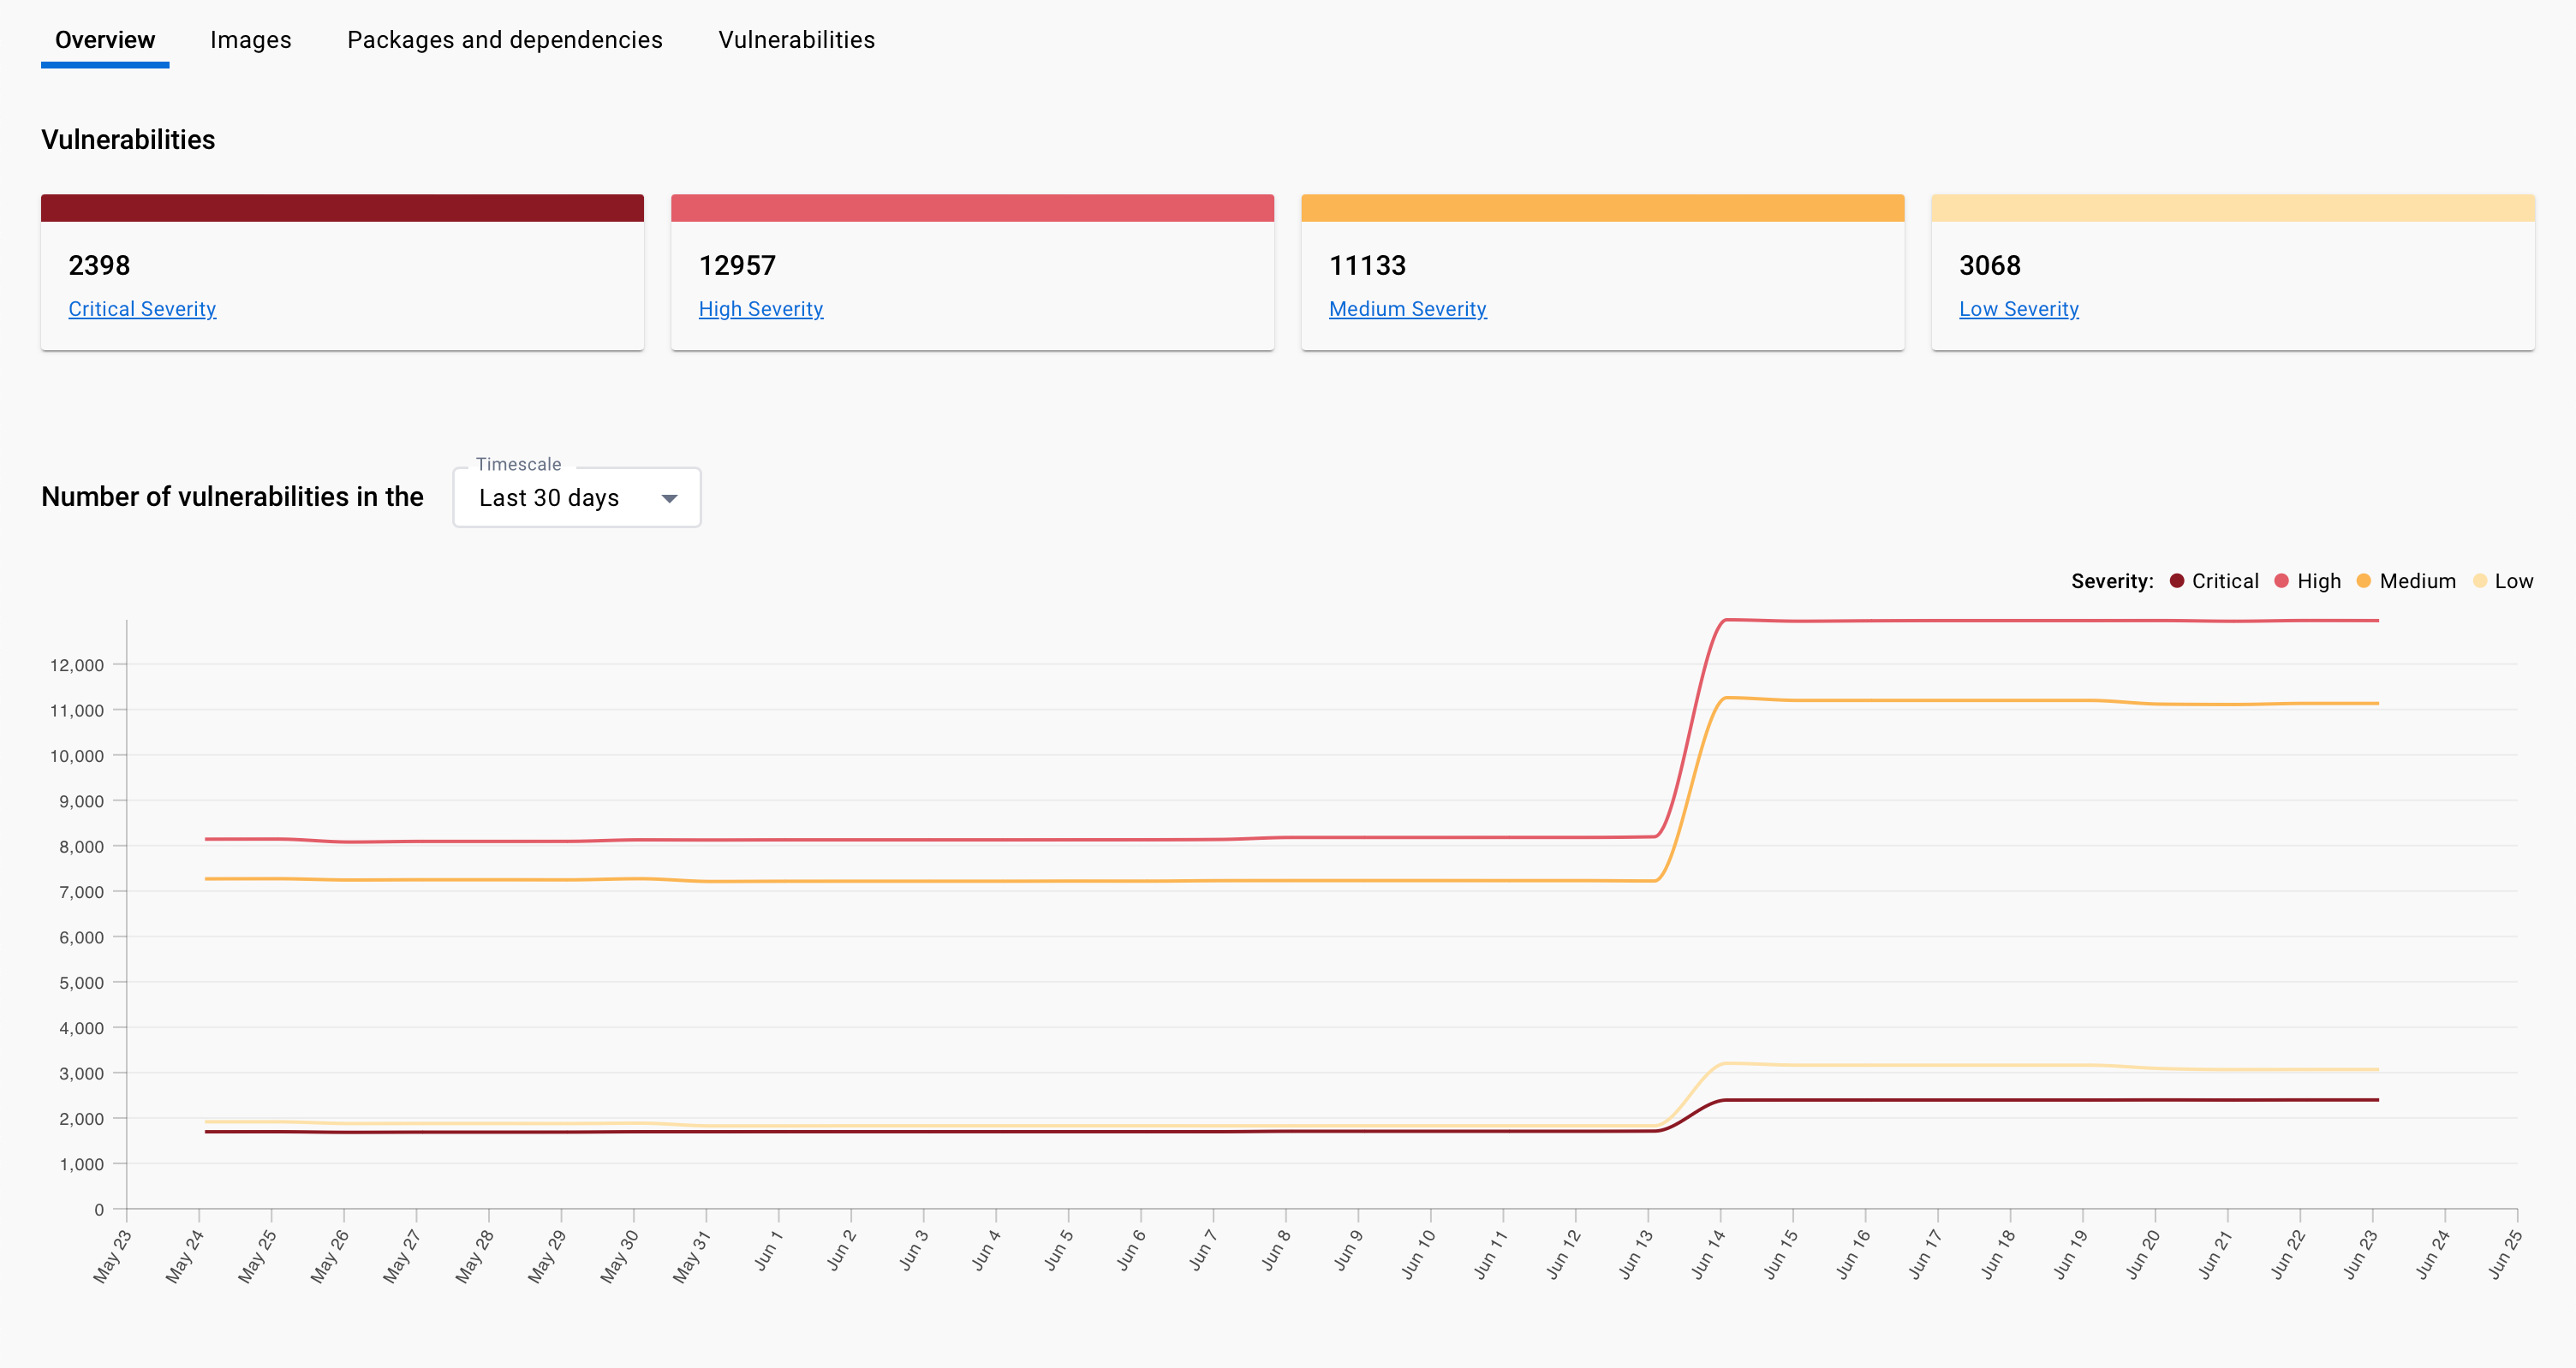 Overview Images Packages and dependencies Vulnerabilities
Vulnerabilities
2398 12957 11133 3068
Critical Severity High Severity Medium Severity Low Severity
Timescale
Number of vulnerabilities in the Last 30 days
Severity: Critical High Medium Low
12,000
11,000
10,000
9,000
8,000
7,000
6,000
5,000
4,000
3,000
2,000
1,000
0
May 23 May 24 May 25 May 26 May 27 May 28 May 29 May 30 May 31 Jun 1 Jun 2 Jun 3 Jun 4 Jun 5 Jun 6 Jun 7 Jun 8 Jun 9 Jun 10 Jun 11 Jun 12 Jun 13 Jun 14 Jun 15 Jun 16 Jun 17 Jun 18 Jun 19 Jun 20 Jun 21 Jun 22 Jun 23 Jun 24 Jun 25